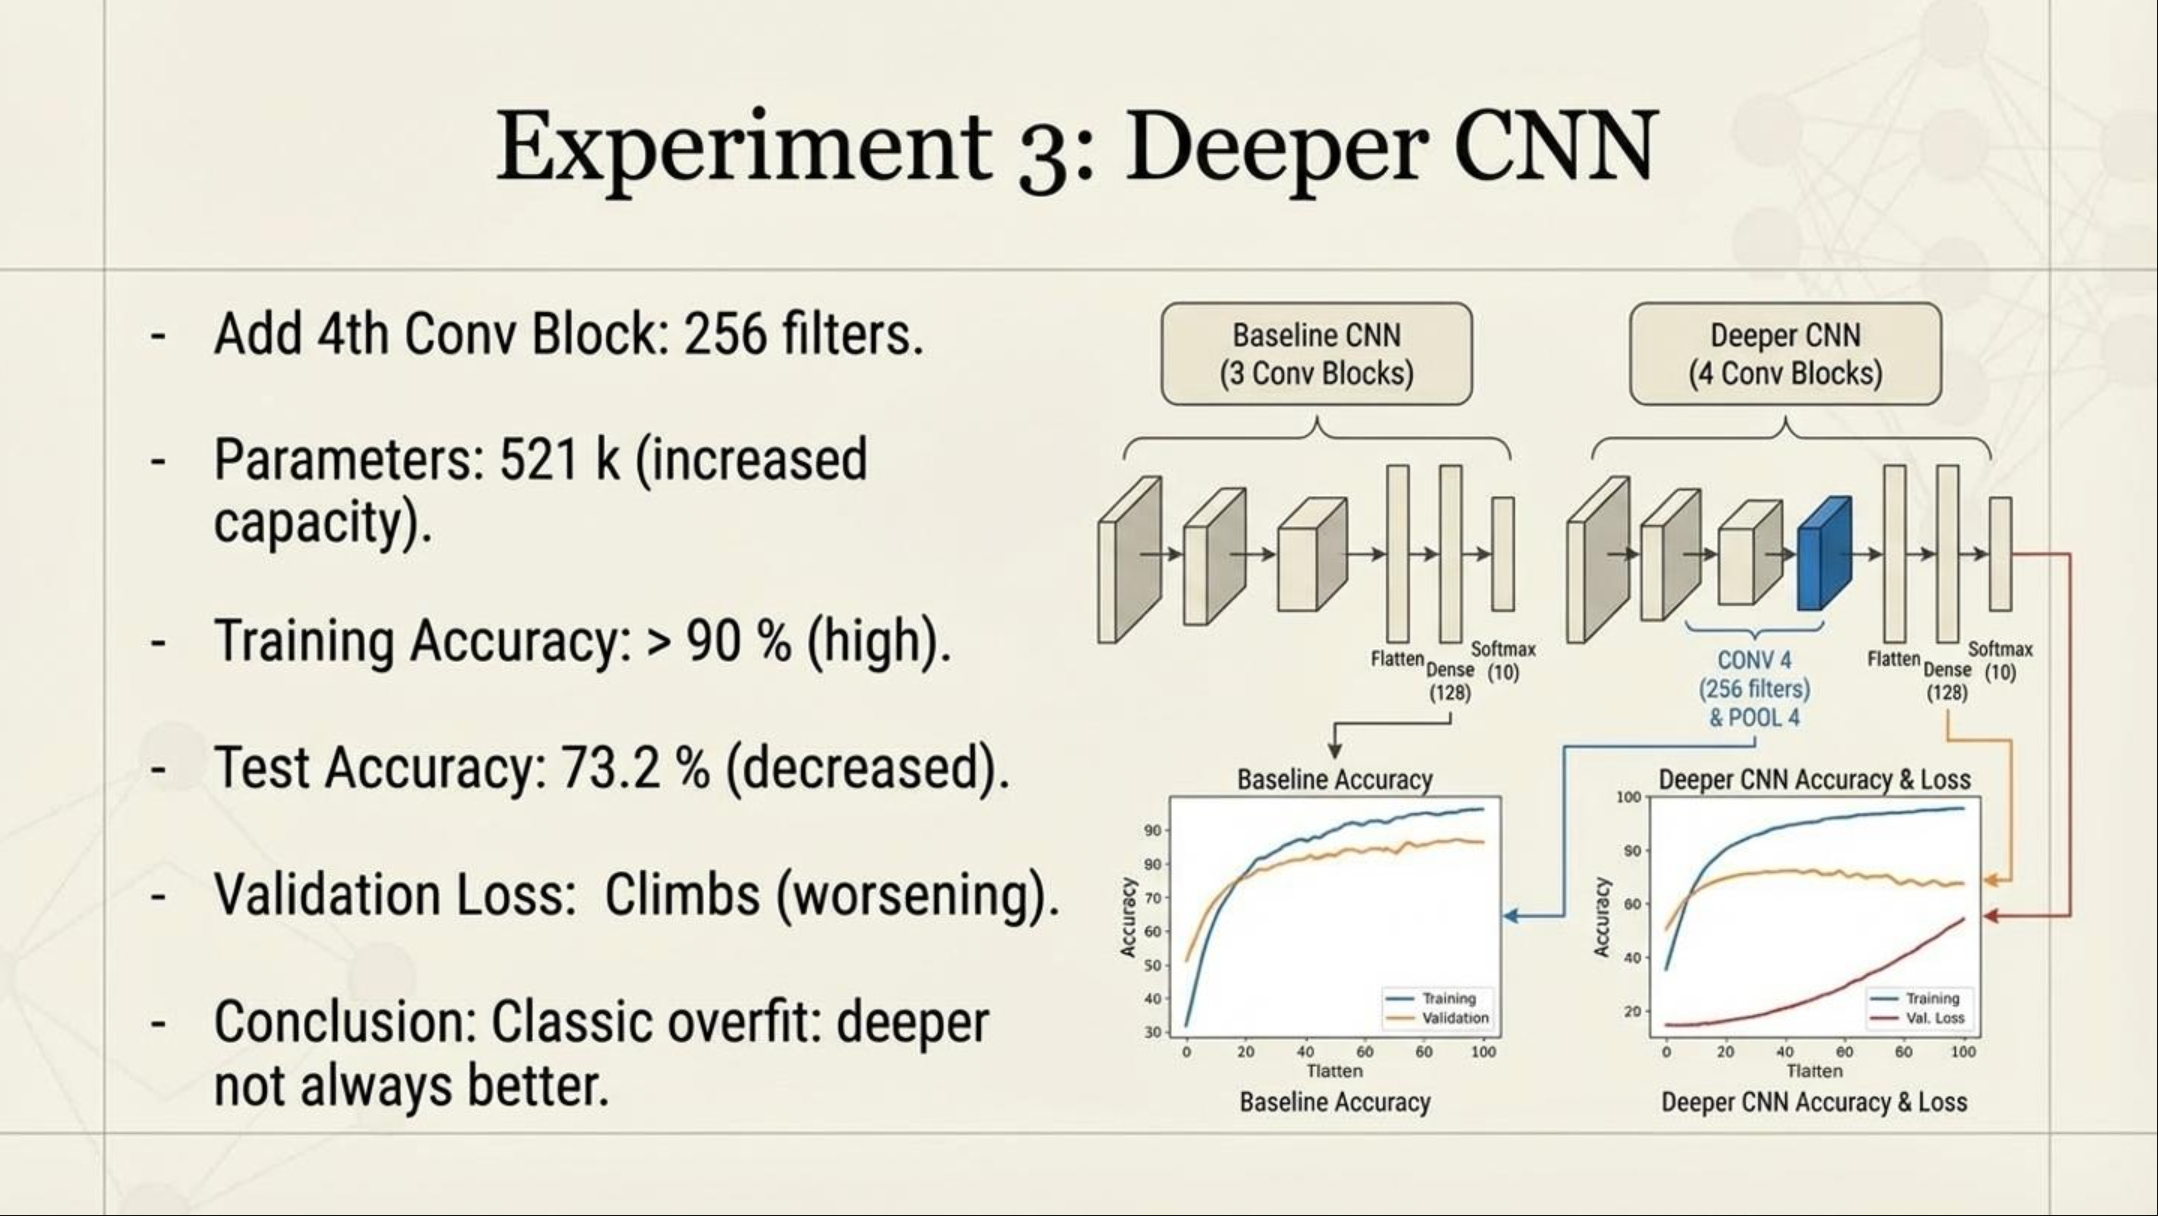 Experiment 3: Deeper CNN
- Add 4th Conv Block: 256 filters.
- Parameters: 521 k (increased
capacity).
- Training Accuracy: > 90 % (high).
- Test Accuracy: 73.2 % (decreased).
- Validation Loss:  Climbs (worsening).
- Conclusion: Classic overfit: deeper
not always better.
Baseline CNN
(3 Conv Blocks)
Flatten
Dense
(128)
Softmax
(10)
Deeper CNN
(4 Conv Blocks)
CONV 4
(256 filters)
& POOL 4
Flatten
Dense
(128)
Softmax
(10)
Baseline Accuracy
Accuracy
90
90
70
60
50
40
30
Training
Validation
0 20 40 60 60 100
Tlatten
Baseline Accuracy
Deeper CNN Accuracy & Loss
Accuracy
100
80
60
40
20
Training
Val. Loss
0 20 40 60 60 100
Tlatten
Deeper CNN Accuracy & Loss